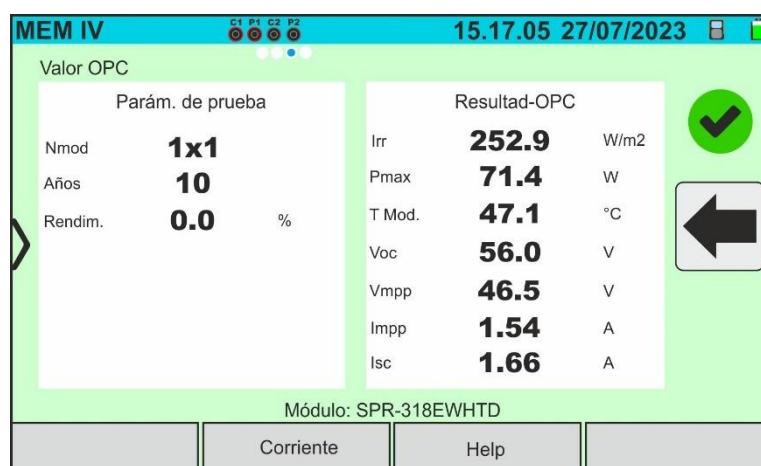 MEM IV C1 P1 C2 P2 15.17.05 27/07/2023
Valor OPC
Parám. de prueba
Nmod 1x1
Años 10
Rendim. 0.0 %
Resultad-OPC
Irr 252.9 W/m2
Pmax 71.4 W
T Mod. 47.1 °C
Voc 56.0 V
Vmpp 46.5 V
Impp 1.54 A
Isc 1.66 A
Módulo: SPR-318EWHTD
Corriente Help